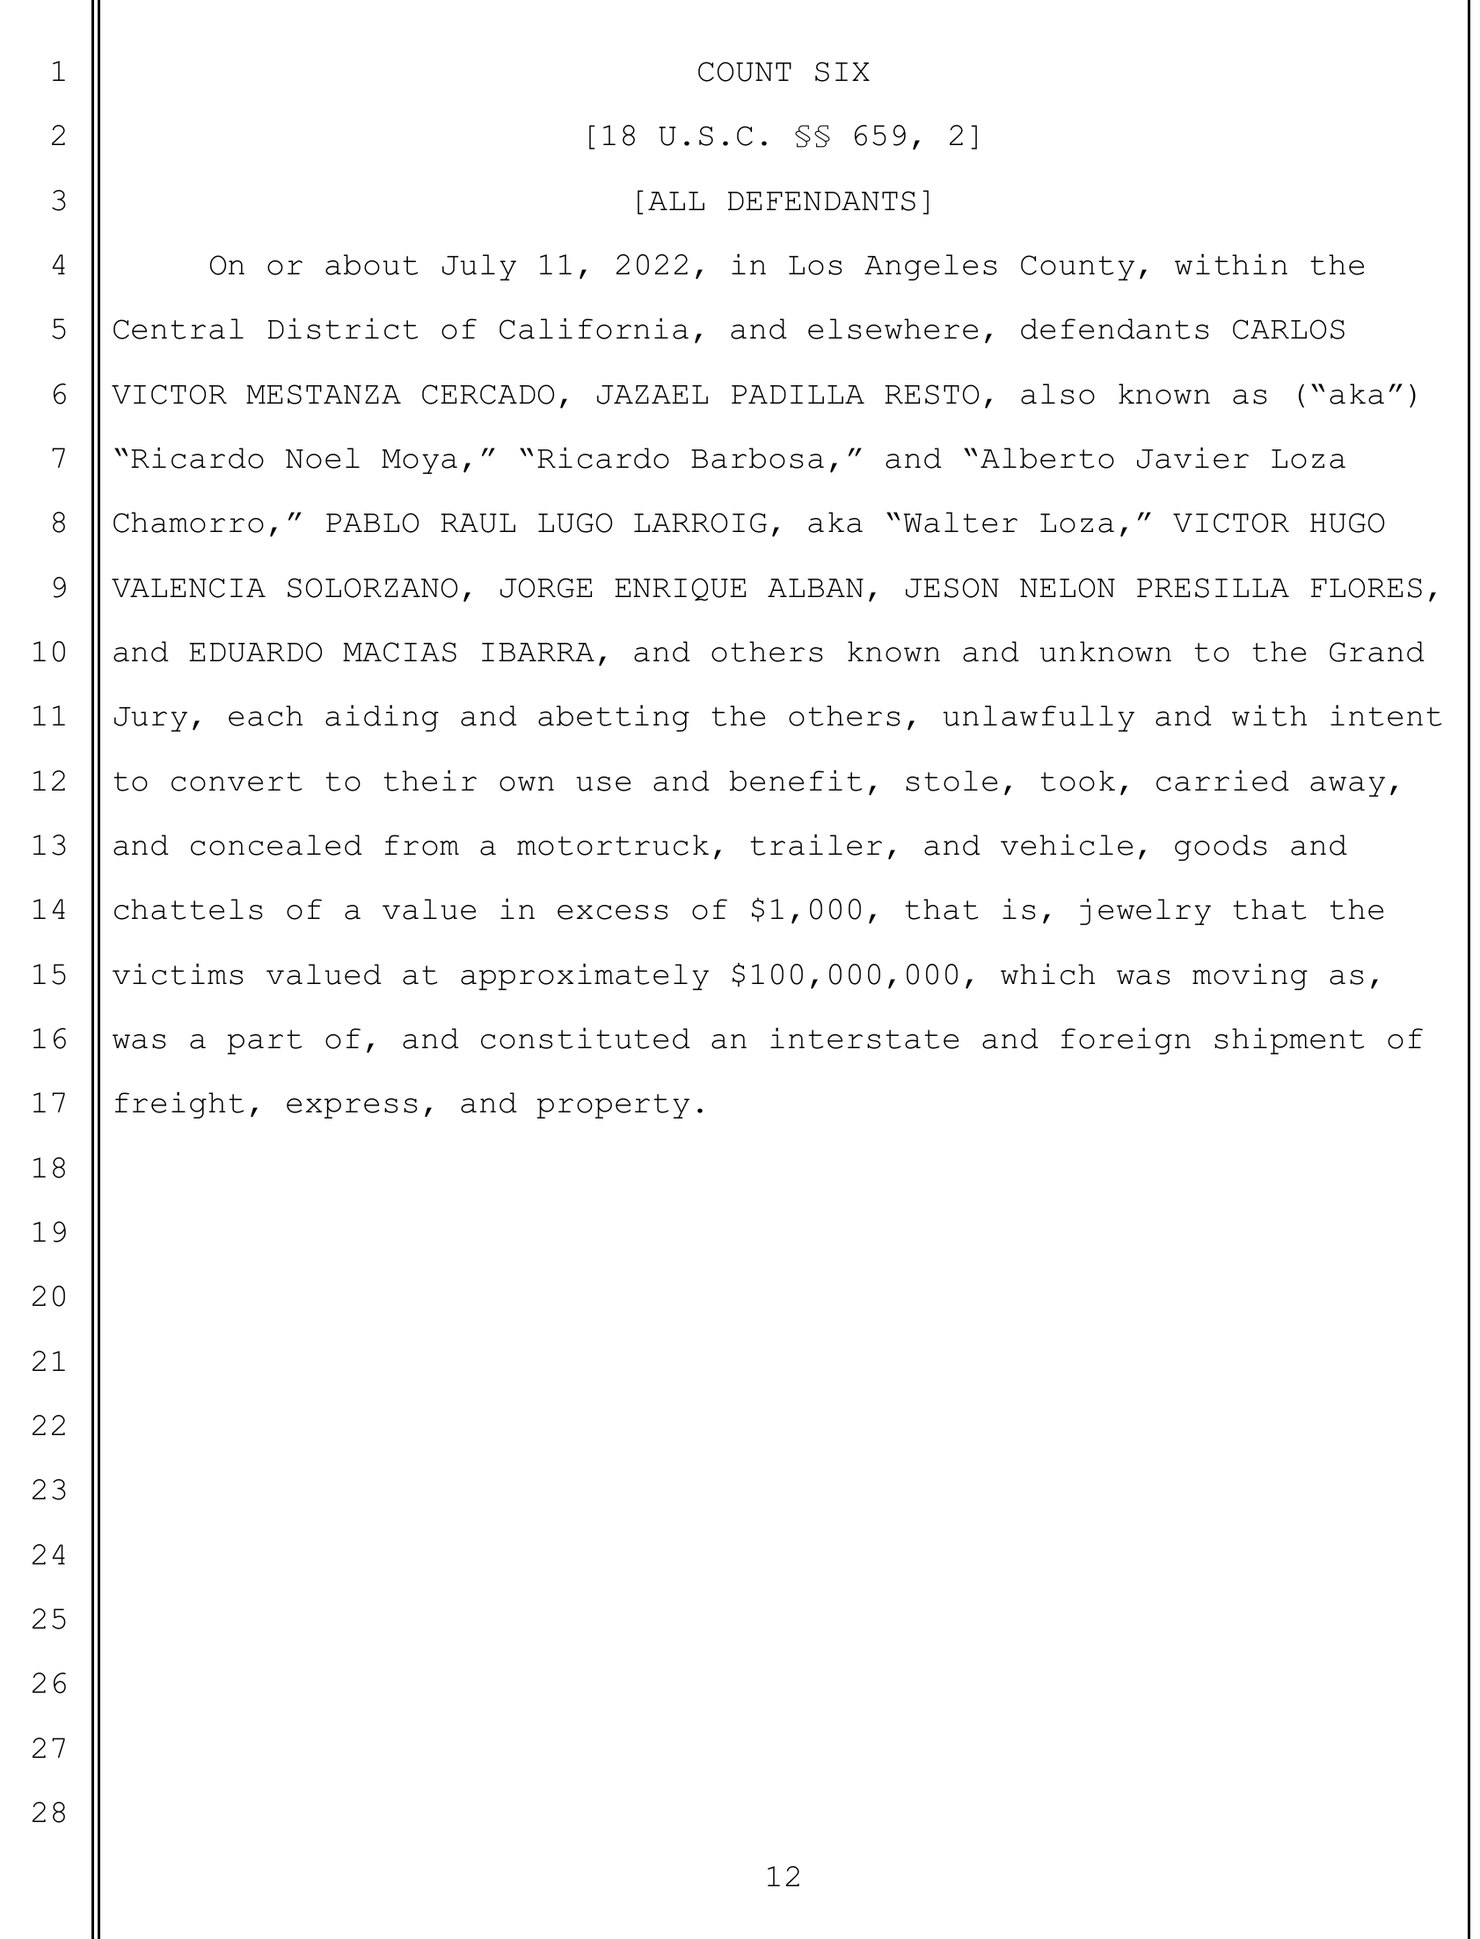 1 COUNT SIX
2 [18 U.S.C. §§ 659, 2]
3 [ALL DEFENDANTS]
4 On or about July 11, 2022, in Los Angeles County, within the
5 Central District of California, and elsewhere, defendants CARLOS
6 VICTOR MESTANZA CERCADO, JAZAEL PADILLA RESTO, also known as (“aka”)
7 “Ricardo Noel Moya,” “Ricardo Barbosa,” and “Alberto Javier Loza
8 Chamorro,” PABLO RAUL LUGO LARROIG, aka “Walter Loza,” VICTOR HUGO
9 VALENCIA SOLORZANO, JORGE ENRIQUE ALBAN, JESON NELON PRESILLA FLORES,
10 and EDUARDO MACIAS IBARRA, and others known and unknown to the Grand
11 Jury, each aiding and abetting the others, unlawfully and with intent
12 to convert to their own use and benefit, stole, took, carried away,
13 and concealed from a motortruck, trailer, and vehicle, goods and
14 chattels of a value in excess of $1,000, that is, jewelry that the
15 victims valued at approximately $100,000,000, which was moving as,
16 was a part of, and constituted an interstate and foreign shipment of
17 freight, express, and property.
18
19
20
21
22
23
24
25
26
27
28
12